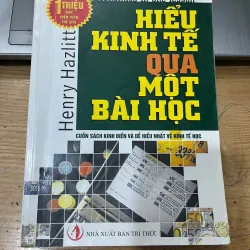 1 TRIỆU
HIỂU
KINH TẾ
QUA
MỘT
BÀI HỌC
Henry Hazlitt
CUỐN SÁCH KINH ĐIỂN VÀ DỄ HIỂU NHẤT VỀ KINH TẾ HỌC
NHÀ XUẤT BẢN TRI THỨC